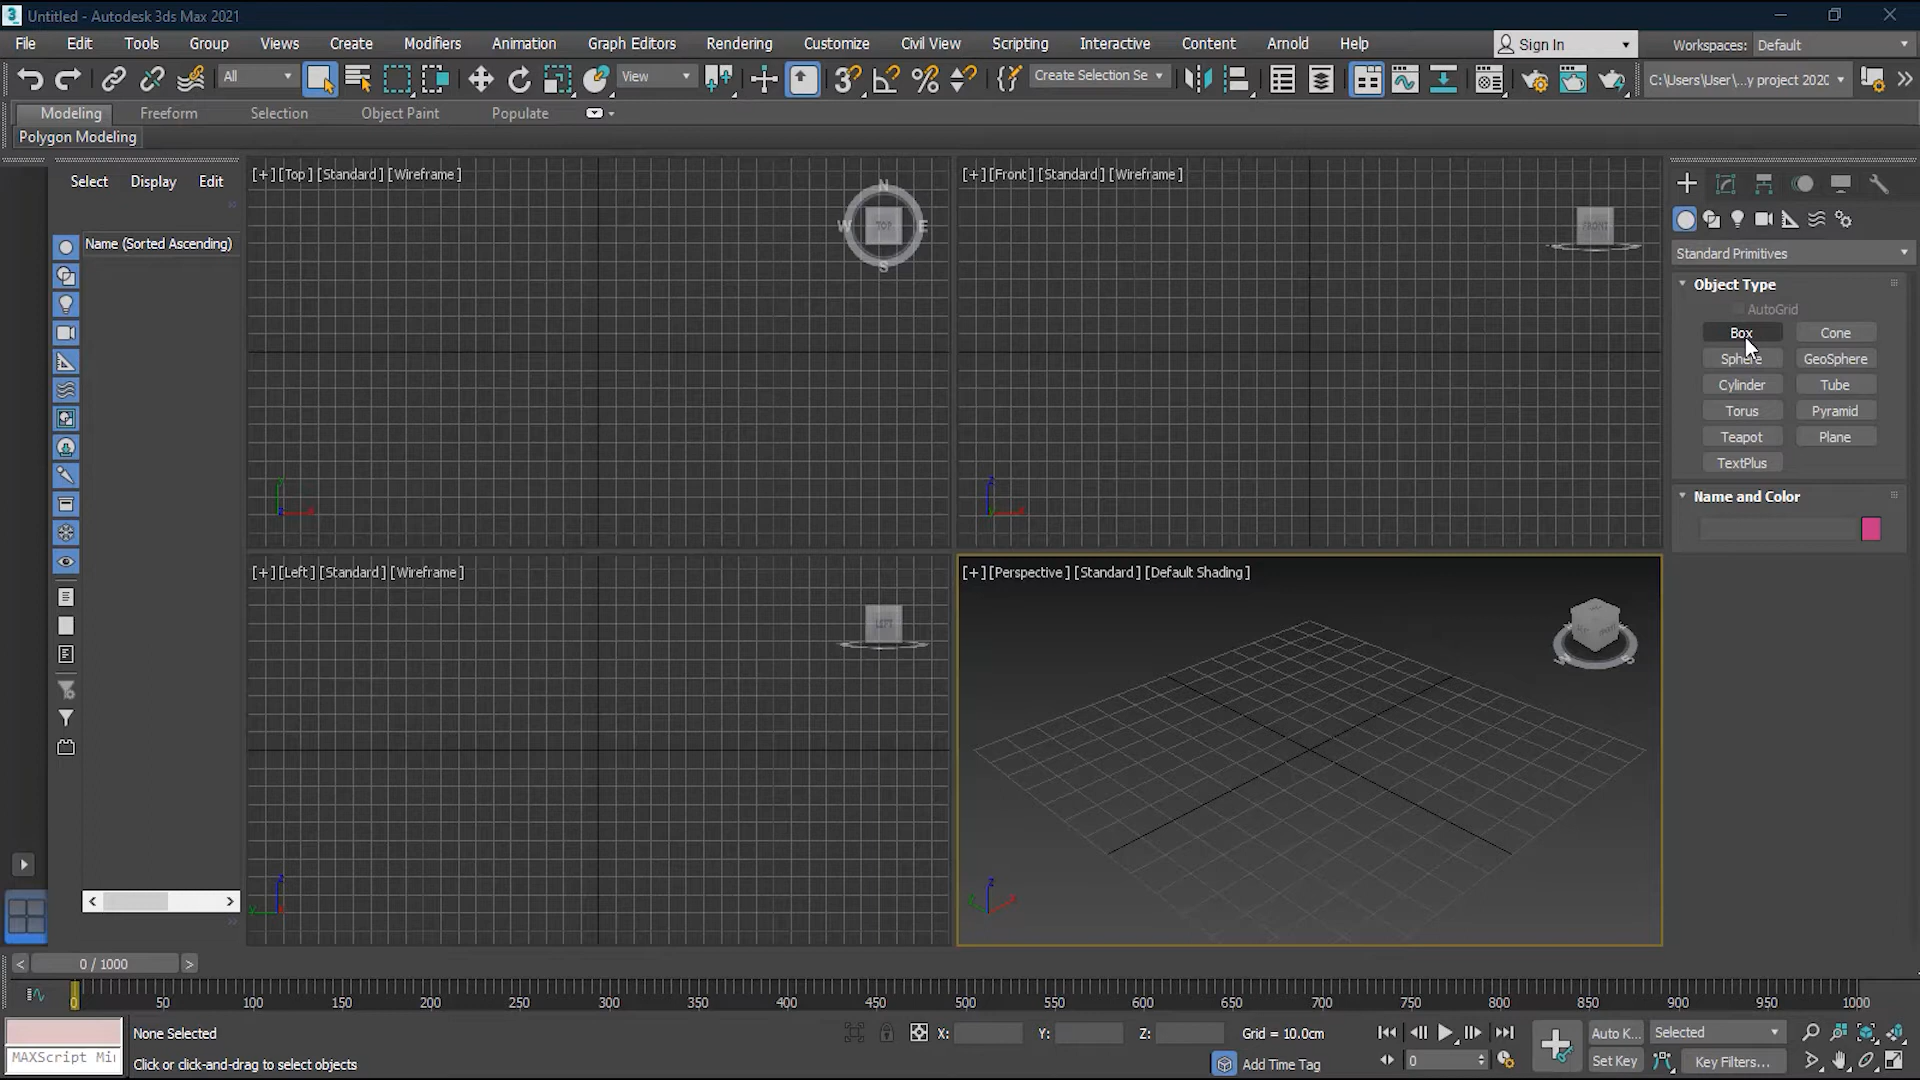 Untitled - Autodesk 3ds Max 2021
File Edit Tools Group Views Create Modifiers Animation Graph Editors Rendering Customize Civil View Scripting Interactive Content Arnold Help Sign In Workspaces: Default
All View Create Selection Se C:\Users\User\...y project 202
Modeling Freeform Selection Object Paint Populate
Polygon Modeling
Select Display Edit
Name (Sorted Ascending)
[+][Top][Standard][Wireframe]
N
W TOP E
S
[+][Front][Standard][Wireframe]
FRONT
[+][Left][Standard][Wireframe]
LEFT
[+][Perspective][Standard][Default Shading]
Standard Primitives
Object Type
AutoGrid
Box Cone
Sphere GeoSphere
Cylinder Tube
Torus Pyramid
Teapot Plane
TextPlus
Name and Color
< 0 / 1000 >
0 50 100 150 200 250 300 350 400 450 500 550 600 650 700 750 800 850 900 950 1000
None Selected X: Y: Z: Grid = 10.0cm Auto K... Selected
MAXScript Mi Click or click-and-drag to select objects Add Time Tag 0 Set Key Key Filters...